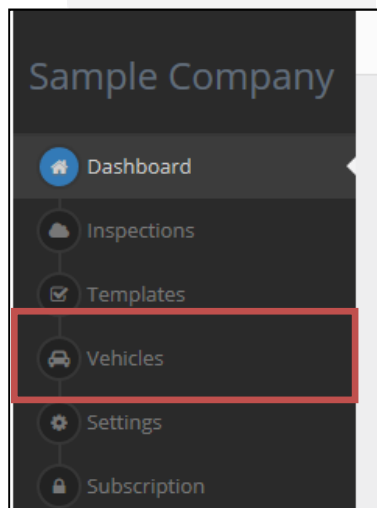 Sample Company
Dashboard
Inspections
Templates
Vehicles
Settings
Subscription